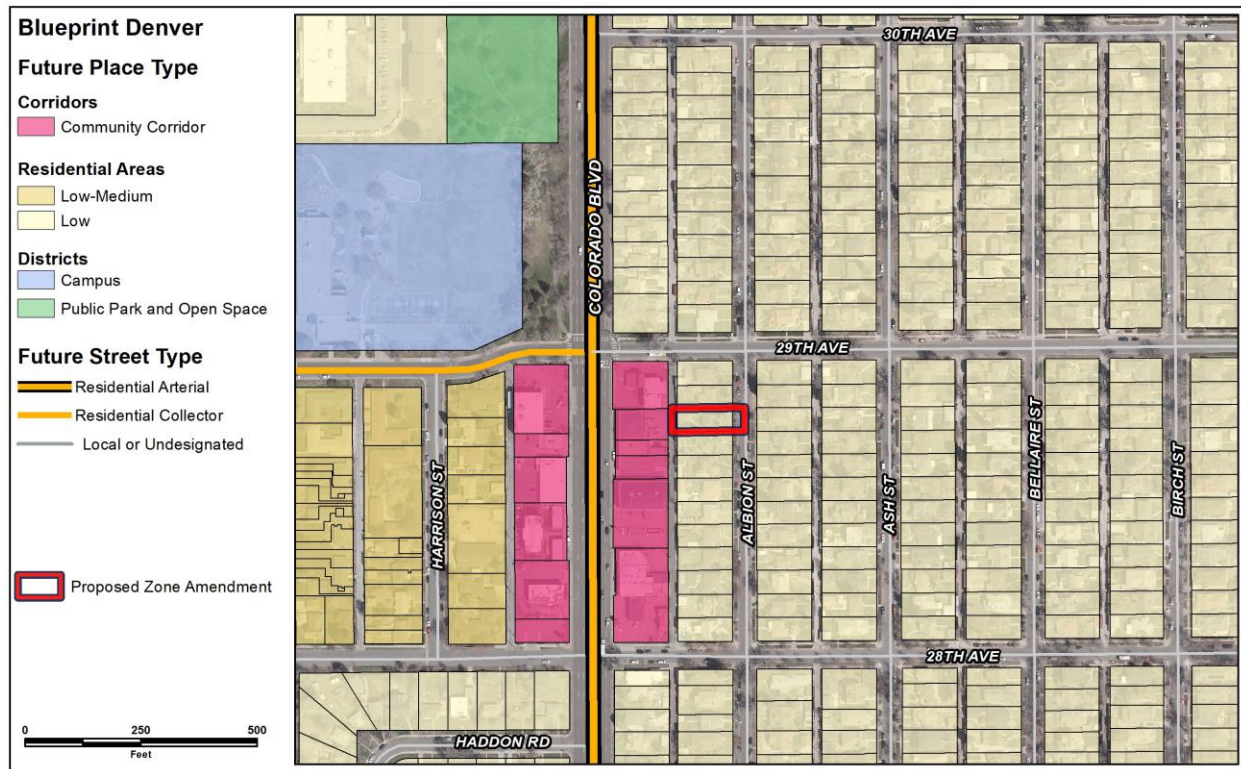 Blueprint Denver
Future Place Type
Corridors
Community Corridor
Residential Areas
Low-Medium
Low
Districts
Campus
Public Park and Open Space
Future Street Type
Residential Arterial
Residential Collector
Local or Undesignated
Proposed Zone Amendment
0 250 500
Feet
30TH AVE
COLORADO BLVD
29TH AVE
HARRISON ST
ALBION ST
ASH ST
BELLAIRE ST
BIRCH ST
28TH AVE
HADDON RD